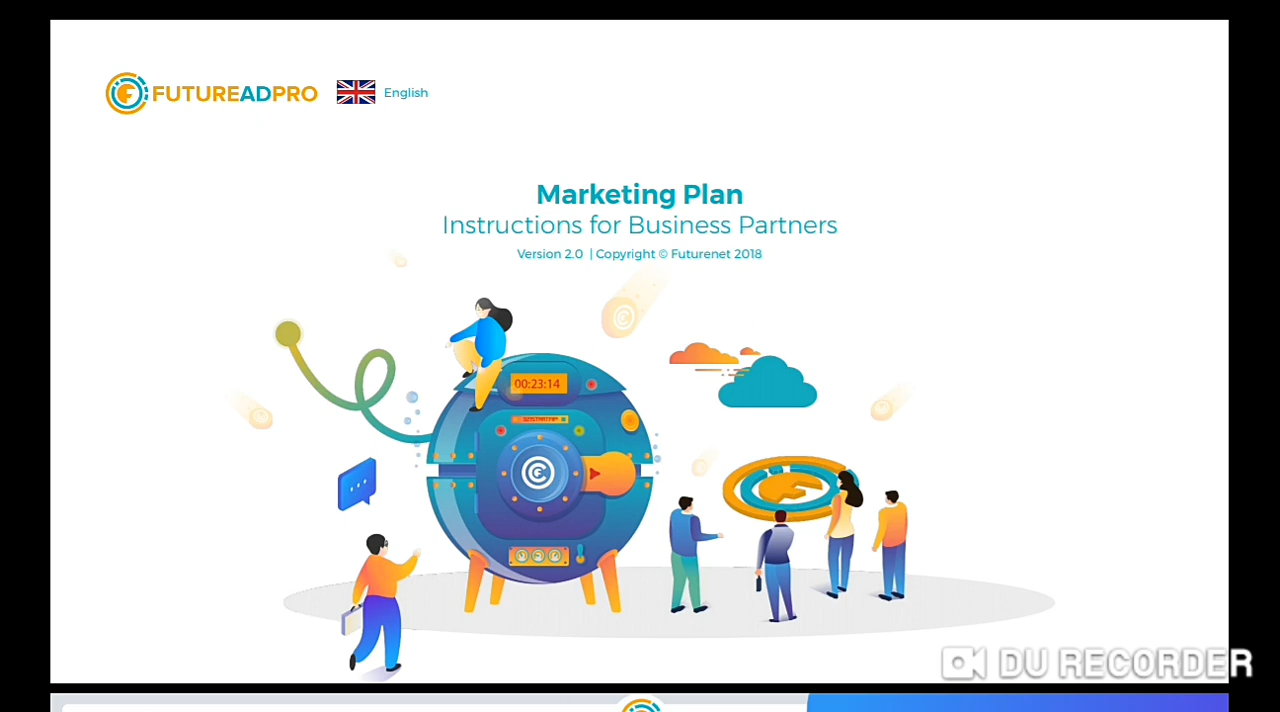 FUTUREADPRO
English
Marketing Plan
Instructions for Business Partners
Version 2.0 | Copyright © Futurenet 2018
00:23:14
DU RECORDER